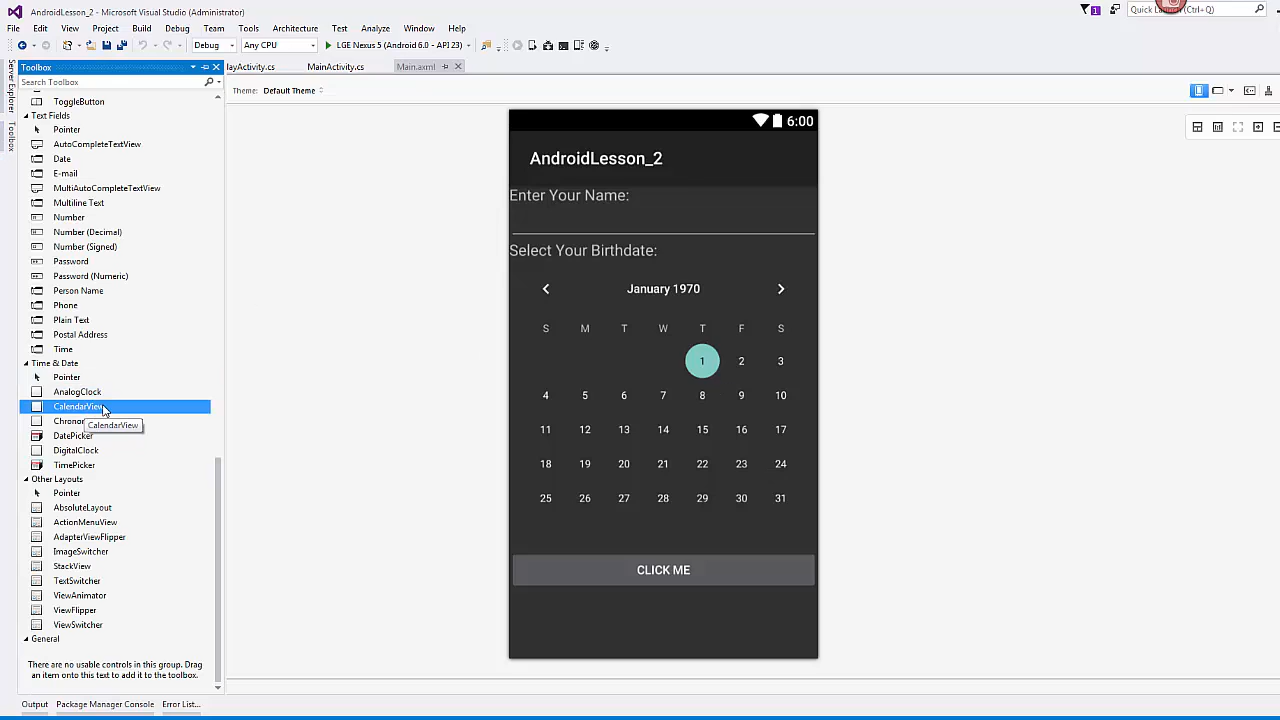 AndroidLesson_2 - Microsoft Visual Studio (Administrator)
1
File Edit View Project Build Debug Team Tools Architecture Test Analyze Window Help
Debug Any CPU LGE Nexus 5 (Android 6.0 - API 23)
Server Explorer
Toolbox
Toolbox
layActivity.cs MainActivity.cs Main.axml
Search Toolbox
Theme: Default Theme
ToggleButton
Text Fields
Pointer
AutoCompleteTextView
Date
E-mail
MultiAutoCompleteTextView
Multiline Text
Number
Number (Decimal)
Number (Signed)
Password
Password (Numeric)
Person Name
Phone
Plain Text
Postal Address
Time
Time & Date
Pointer
AnalogClock
CalendarView
CalendarView
DatePicker
DigitalClock
TimePicker
Other Layouts
Pointer
AbsoluteLayout
ActionMenuView
AdapterViewFlipper
ImageSwitcher
StackView
TextSwitcher
ViewAnimator
ViewFlipper
ViewSwitcher
General
There are no usable controls in this group. Drag
an item onto this text to add it to the toolbox.
6:00
AndroidLesson_2
Enter Your Name:
Select Your Birthdate:
January 1970
S M T W T F S
1 2 3
4 5 6 7 8 9 10
11 12 13 14 15 16 17
18 19 20 21 22 23 24
25 26 27 28 29 30 31
CLICK ME
Output Package Manager Console Error List...